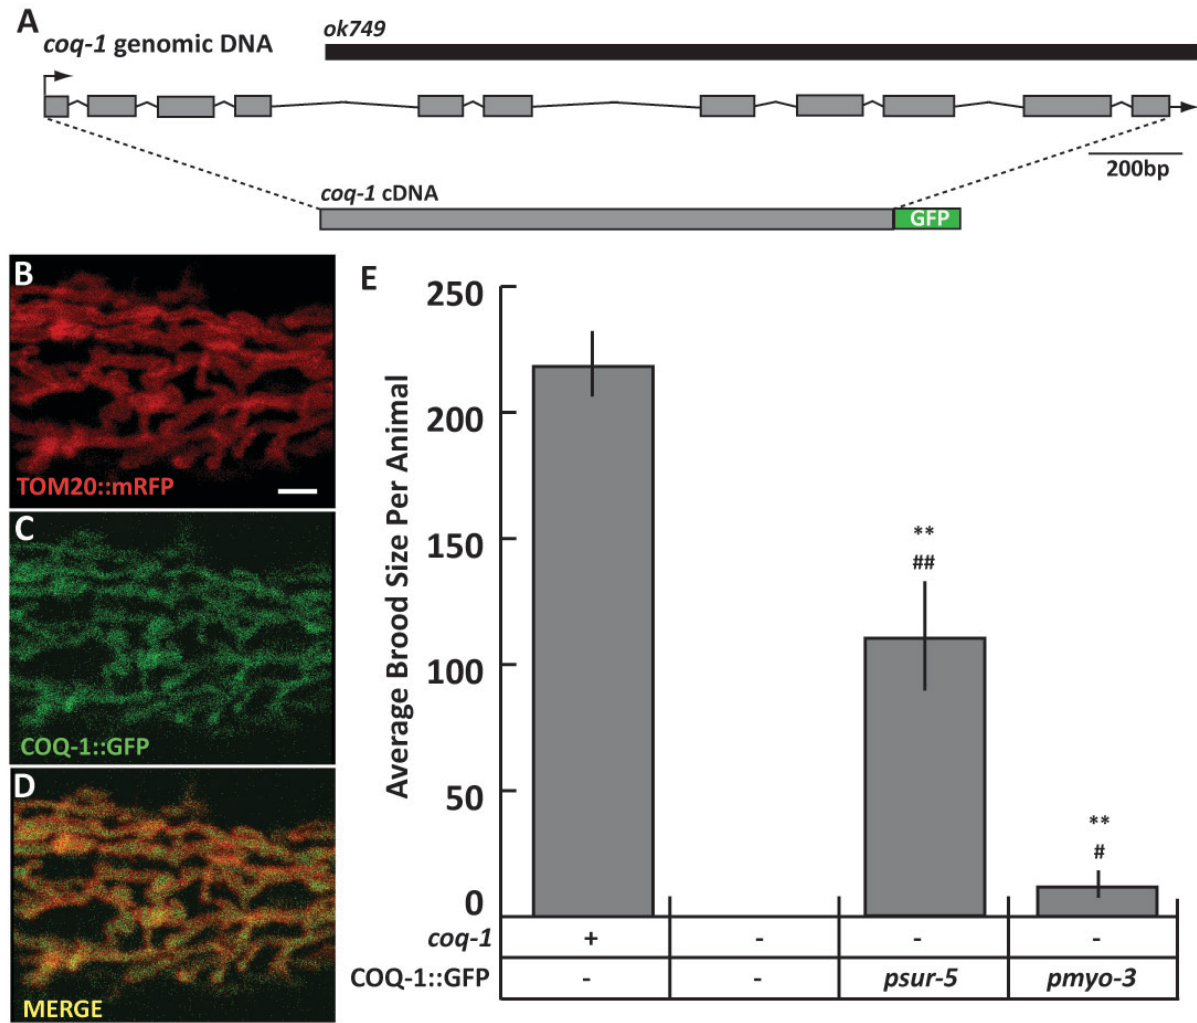 A
coq-1 genomic DNA
ok749
200bp
coq-1 cDNA
GFP
B
TOM20::mRFP
C
COQ-1::GFP
D
MERGE
E
Average Brood Size Per Animal
250
200
150
100
50
0
**
##
**
#
coq-1 + - - -
COQ-1::GFP - - psur-5 pmyo-3